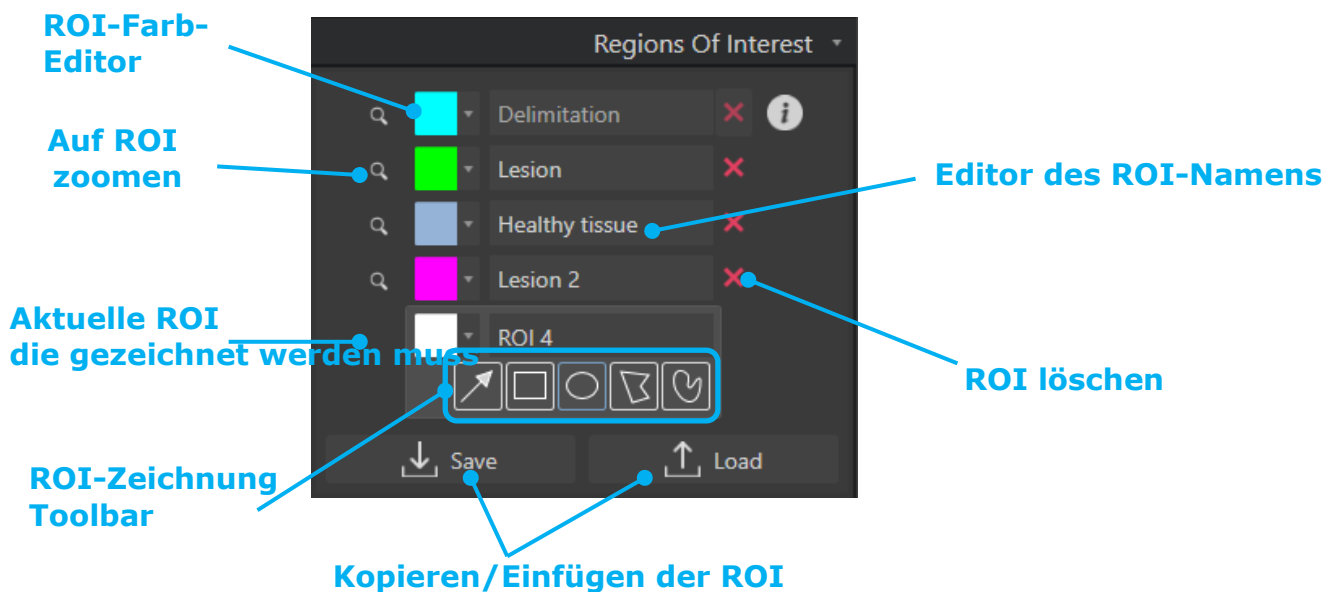 ROI-Farb-
Editor
Regions Of Interest
Delimitation
i
Auf ROI
zoomen
Lesion
Editor des ROI-Namens
Healthy tissue
Lesion 2
Aktuelle ROI
die gezeichnet werden muss
ROI 4
ROI löschen
Save
Load
ROI-Zeichnung
Toolbar
Kopieren/Einfügen der ROI